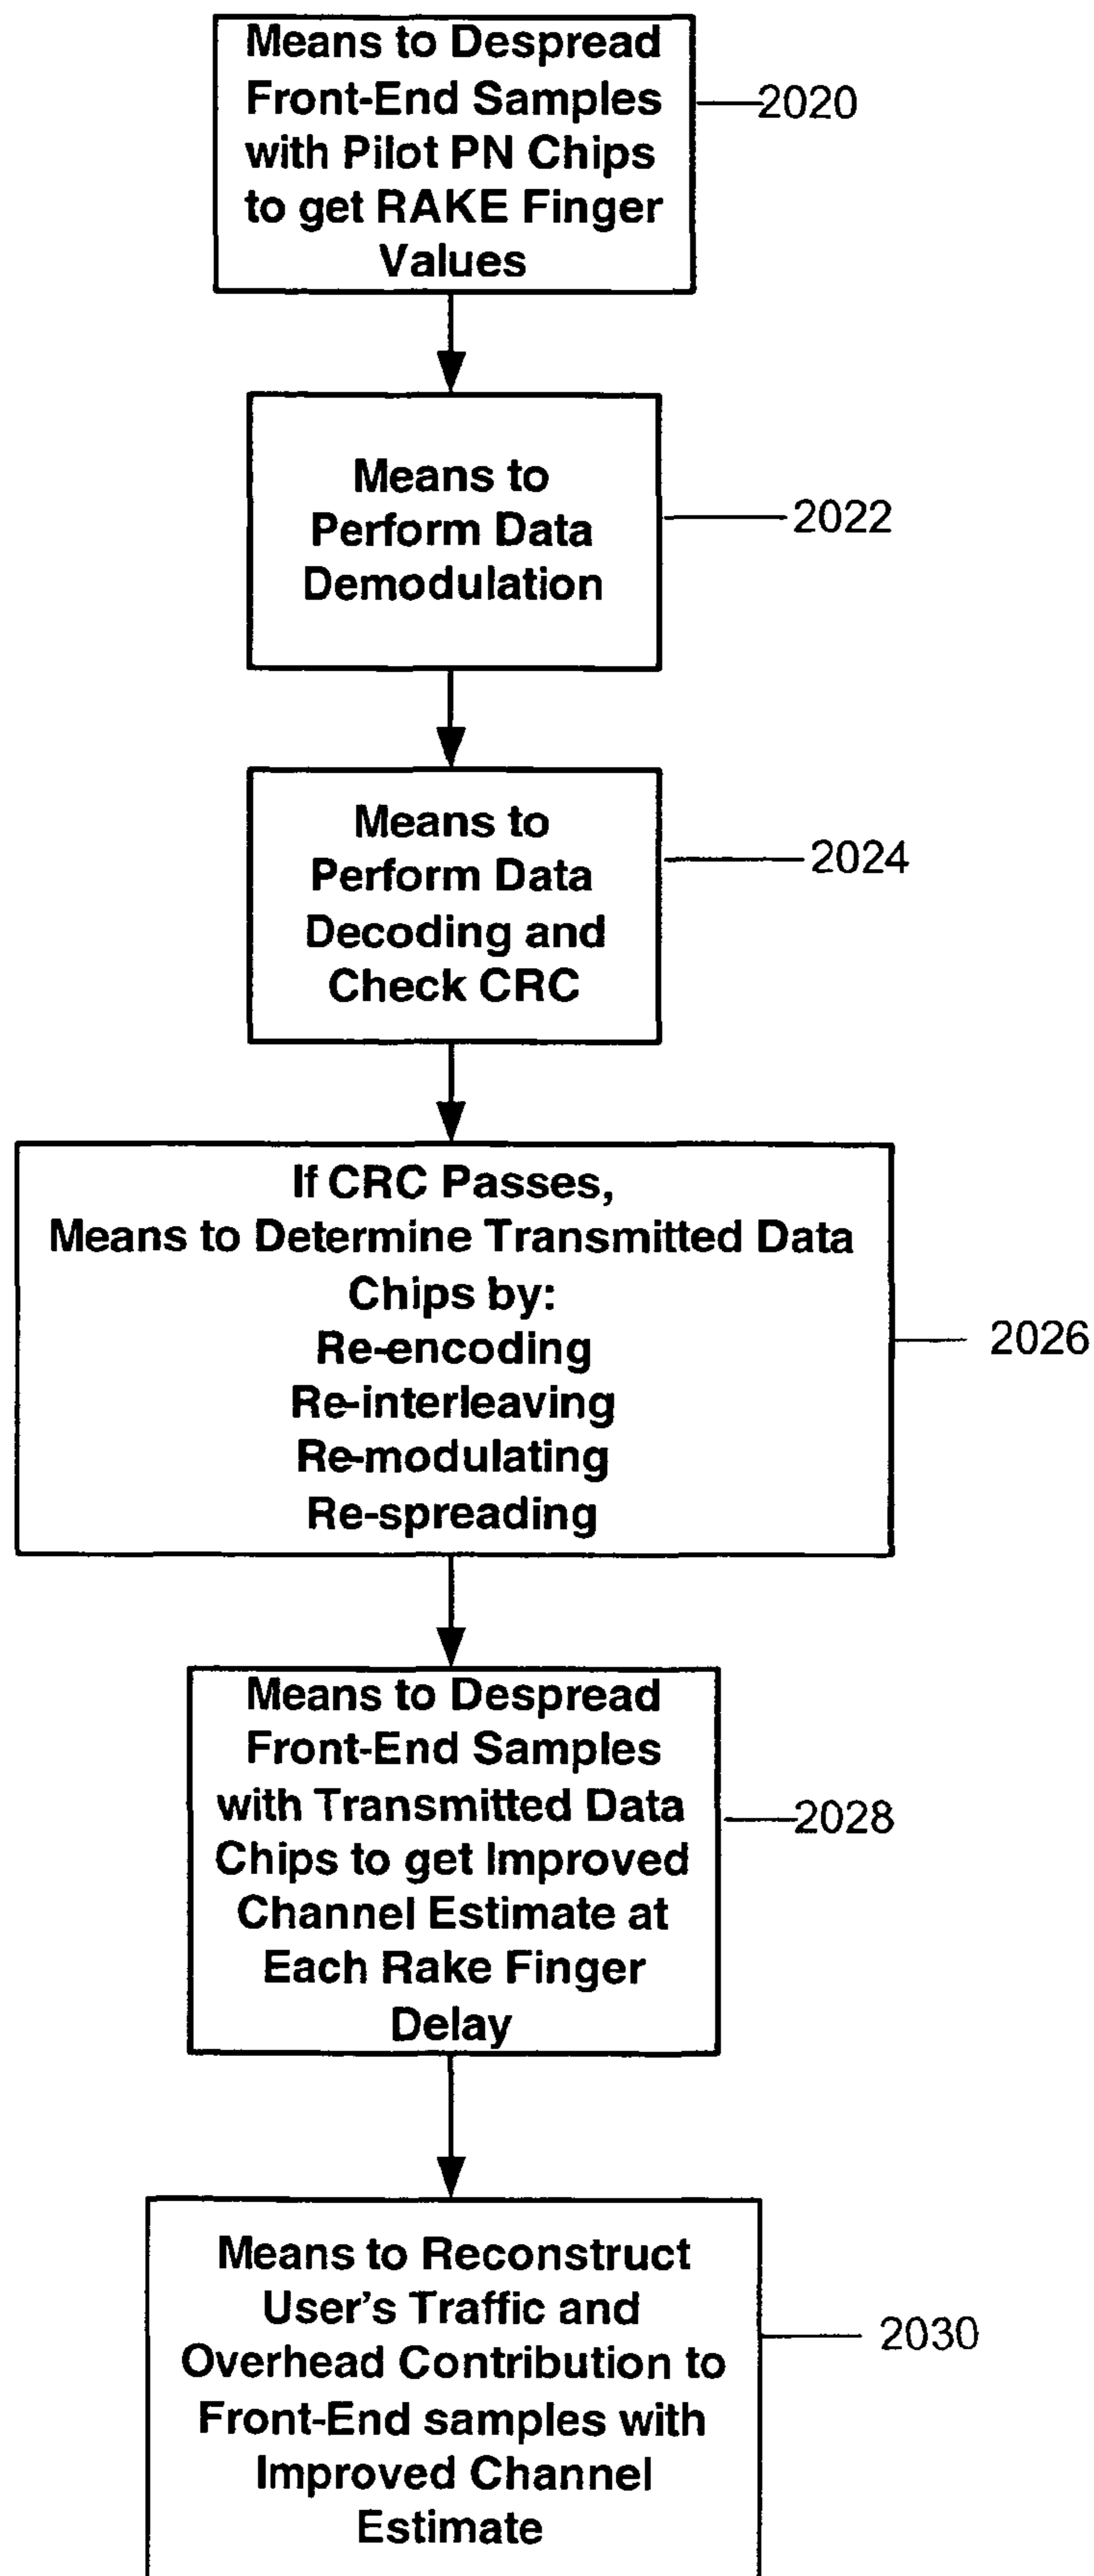 Means to Despread
Front-End Samples
with Pilot PN Chips
to get RAKE Finger
Values
2020
Means to
Perform Data
Demodulation
2022
Means to
Perform Data
Decoding and
Check CRC
2024
If CRC Passes,
Means to Determine Transmitted Data
Chips by:
Re-encoding
Re-interleaving
Re-modulating
Re-spreading
2026
Means to Despread
Front-End Samples
with Transmitted Data
Chips to get Improved
Channel Estimate at
Each Rake Finger
Delay
2028
Means to Reconstruct
User's Traffic and
Overhead Contribution to
Front-End samples with
Improved Channel
Estimate
2030